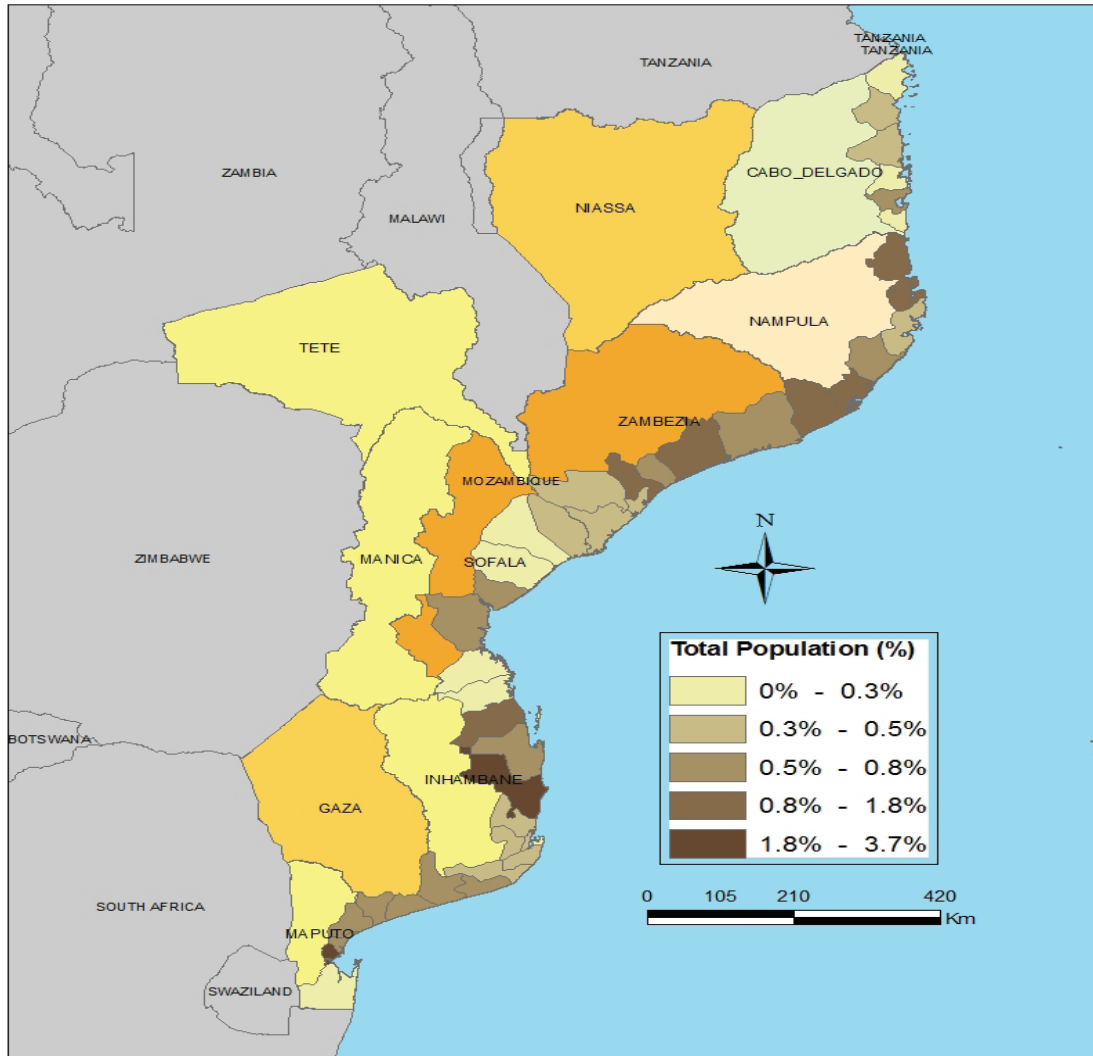 TANZANIA
TANZANIA
TANZANIA
ZAMBIA
CABO_DELGADO
NIASSA
MALAWI
NAMPULA
TETE
ZAMBEZIA
MOZAMBIQUE
ZIMBABWE
MANICA
SOFALA
N
Total Population (%)
0% - 0.3%
0.3% - 0.5%
0.5% - 0.8%
0.8% - 1.8%
1.8% - 3.7%
BOTSWANA
INHAMBANE
GAZA
0 105 210 420
Km
SOUTH AFRICA
MAPUTO
SWAZILAND